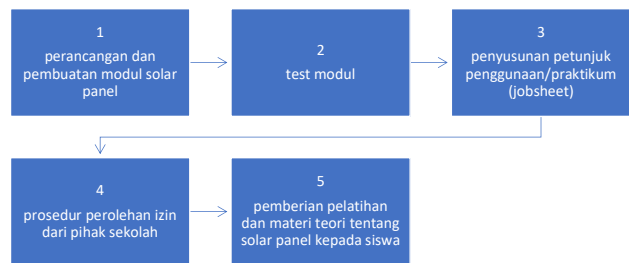 1
perancangan dan
pembuatan modul solar
panel
2
test modul
3
penyusunan petunjuk
penggunaan/praktikum
(jobsheet)
4
prosedur perolehan izin
dari pihak sekolah
5
pemberian pelatihan
dan materi teori tentang
solar panel kepada siswa